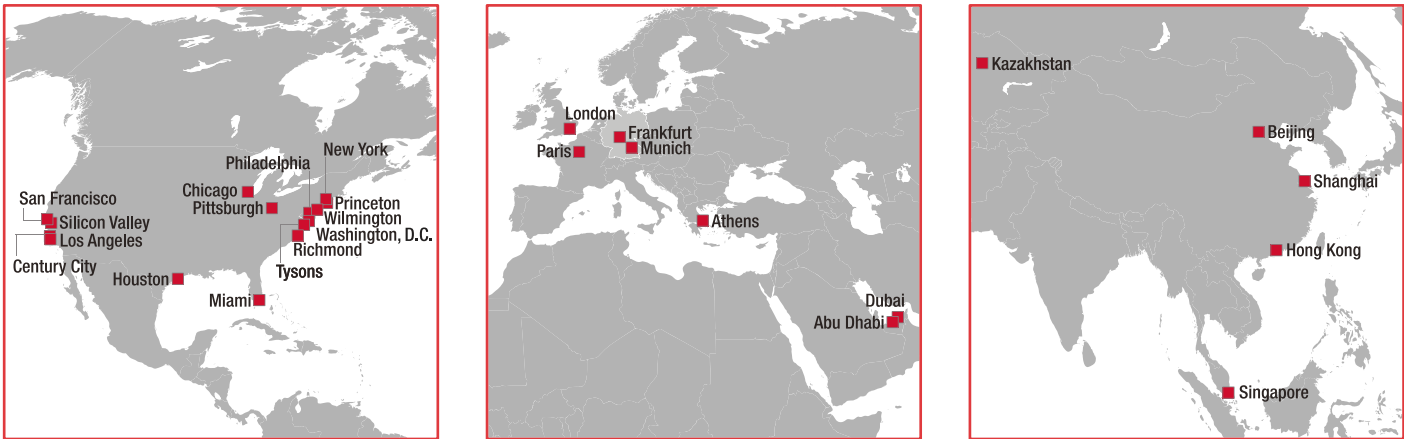 New York
Philadelphia
Chicago
Pittsburgh
Princeton
Wilmington
Washington, D.C.
Richmond
Tysons
San Francisco
Silicon Valley
Los Angeles
Century City
Houston
Miami
London
Frankfurt
Munich
Paris
Athens
Dubai
Abu Dhabi
Kazakhstan
Beijing
Shanghai
Hong Kong
Singapore